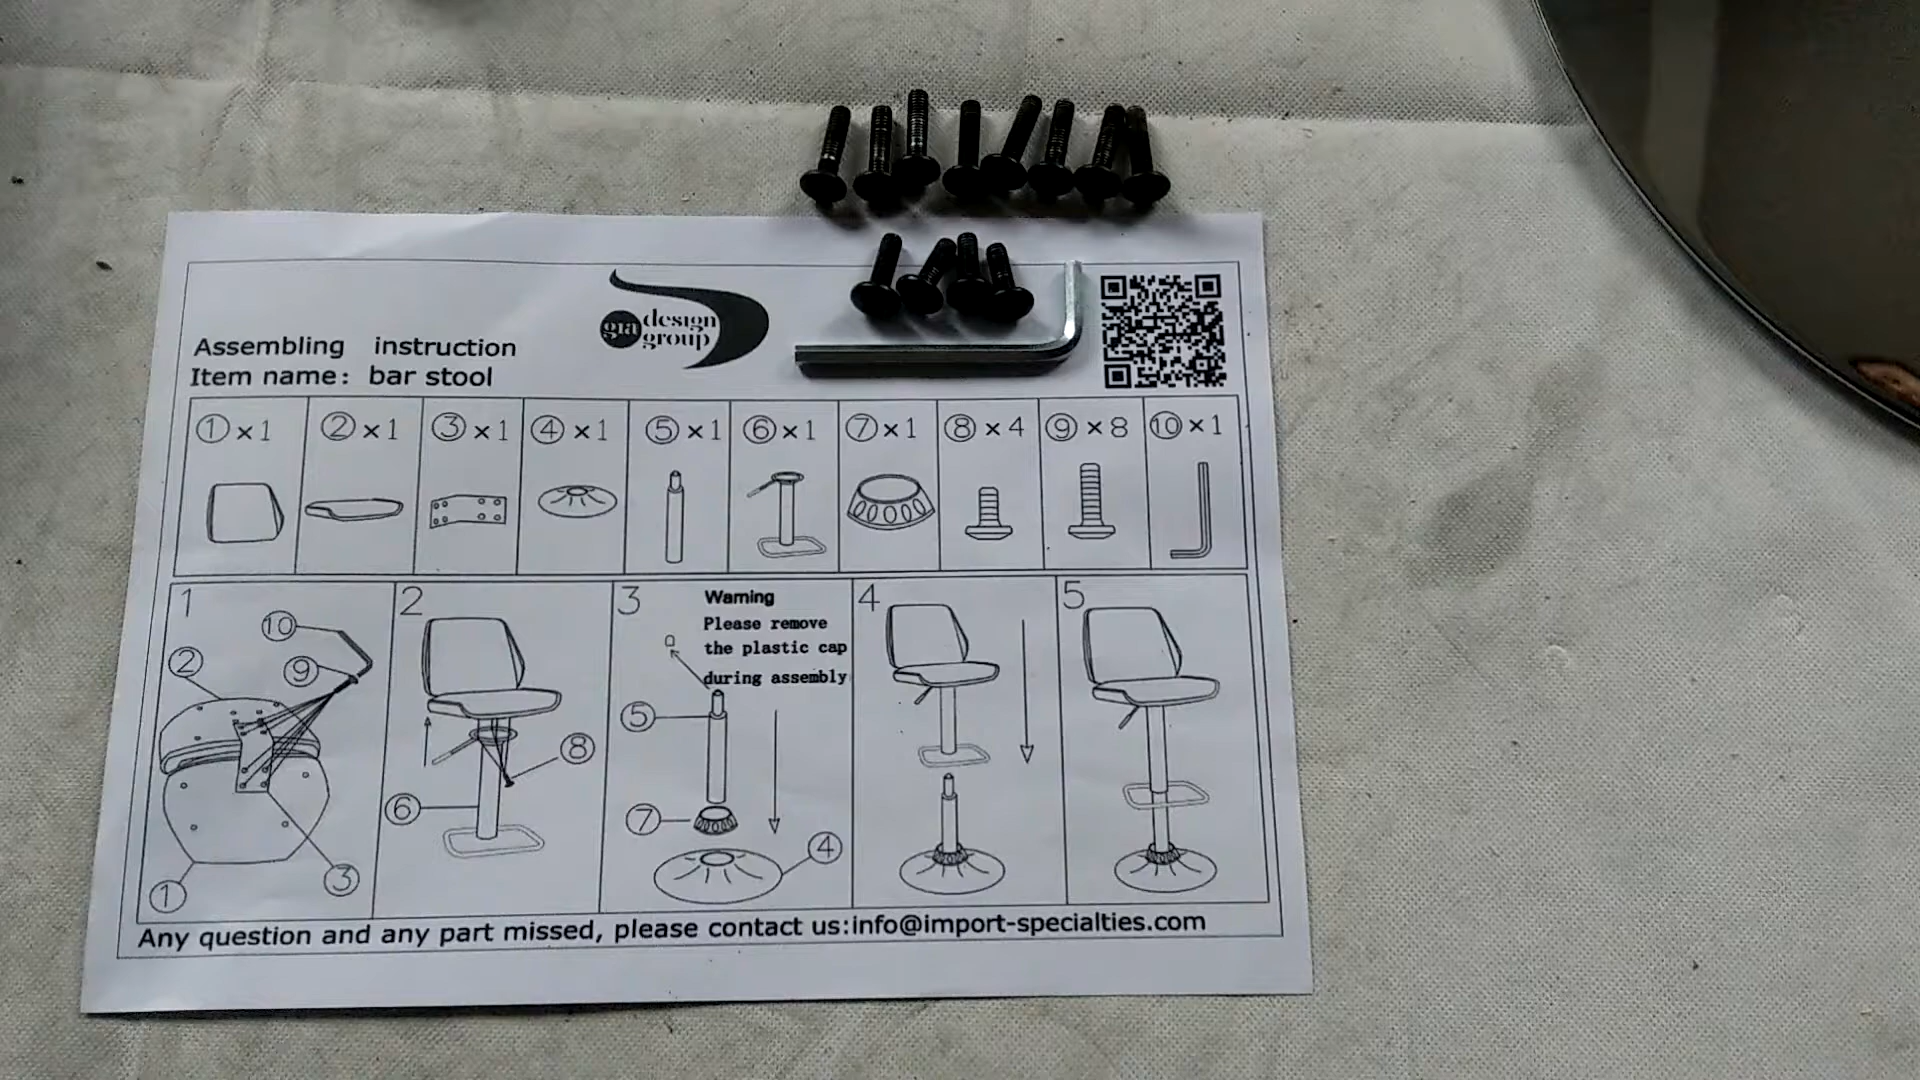 gia design
group
Assembling instruction
Item name: bar stool
① x 1 ② x 1 ③ x 1 ④ x 1 ⑤ x 1 ⑥ x 1 ⑦ x 1 ⑧ x 4 ⑨ x 8 ⑩ x 1
1
⑩
⑨
②
①
③
2
⑧
⑥
3
Warning
Please remove
the plastic cap
during assembly
⑤
⑦
④
4
5
Any question and any part missed, please contact us:info@import-specialties.com